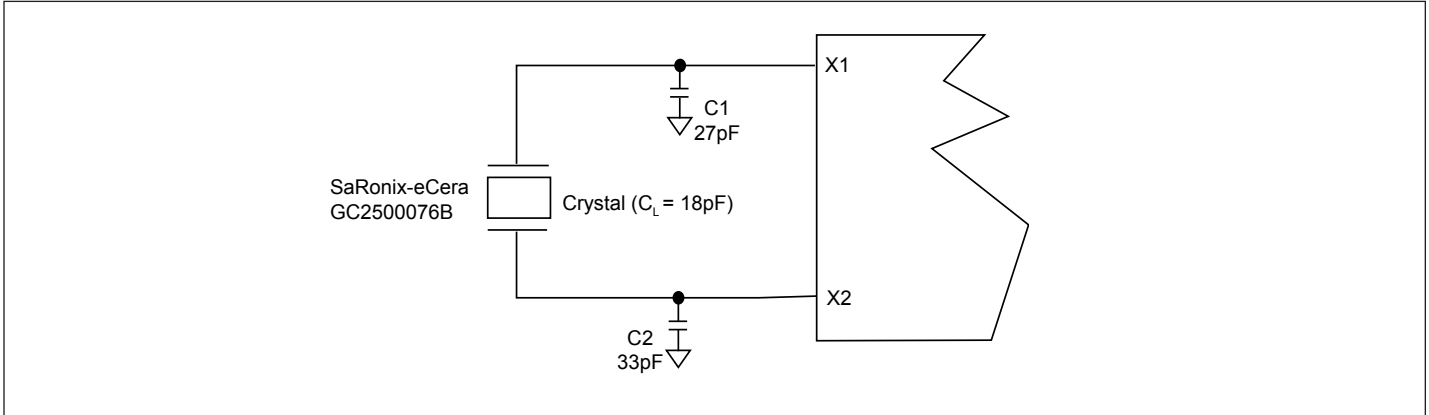 X1
C1
27pF
SaRonix-eCera
GC2500076B
Crystal (CL = 18pF)
X2
C2
33pF